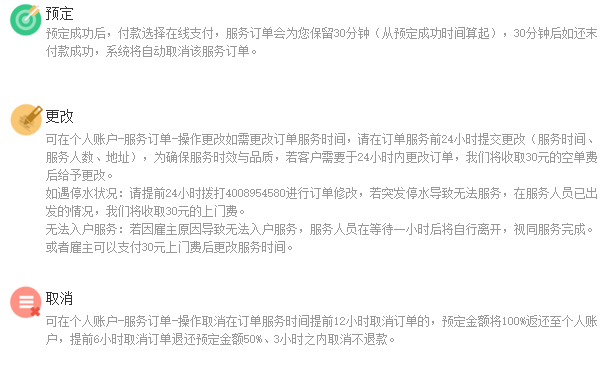 预定
预定成功后，付款选择在线支付，服务订单会为您保留30分钟（从预定成功时间算起），30分钟后如还未
付款成功，系统将自动取消该服务订单。
更改
可在个人账户-服务订单-操作更改如需更改订单服务时间，请在订单服务前24小时提交更改（服务时间、
服务人数、地址），为确保服务时效与品质，若客户需要于24小时内更改订单，我们将收取30元的空单费
后给予更改。
如遇停水状况：请提前24小时拨打4008954580进行订单修改，若突发停水导致无法服务，在服务人员已出
发的情况，我们将收取30元的上门费。
无法入户服务：若因雇主原因导致无法入户服务，服务人员在等待一小时后将自行离开，视同服务完成。
或者雇主可以支付30元上门费后更改服务时间。
取消
可在个人账户-服务订单-操作取消在订单服务时间提前12小时取消订单的，预定金额将100%返还至个人账
户，提前6小时取消订单退还预定金额50%、3小时之内取消不退款。